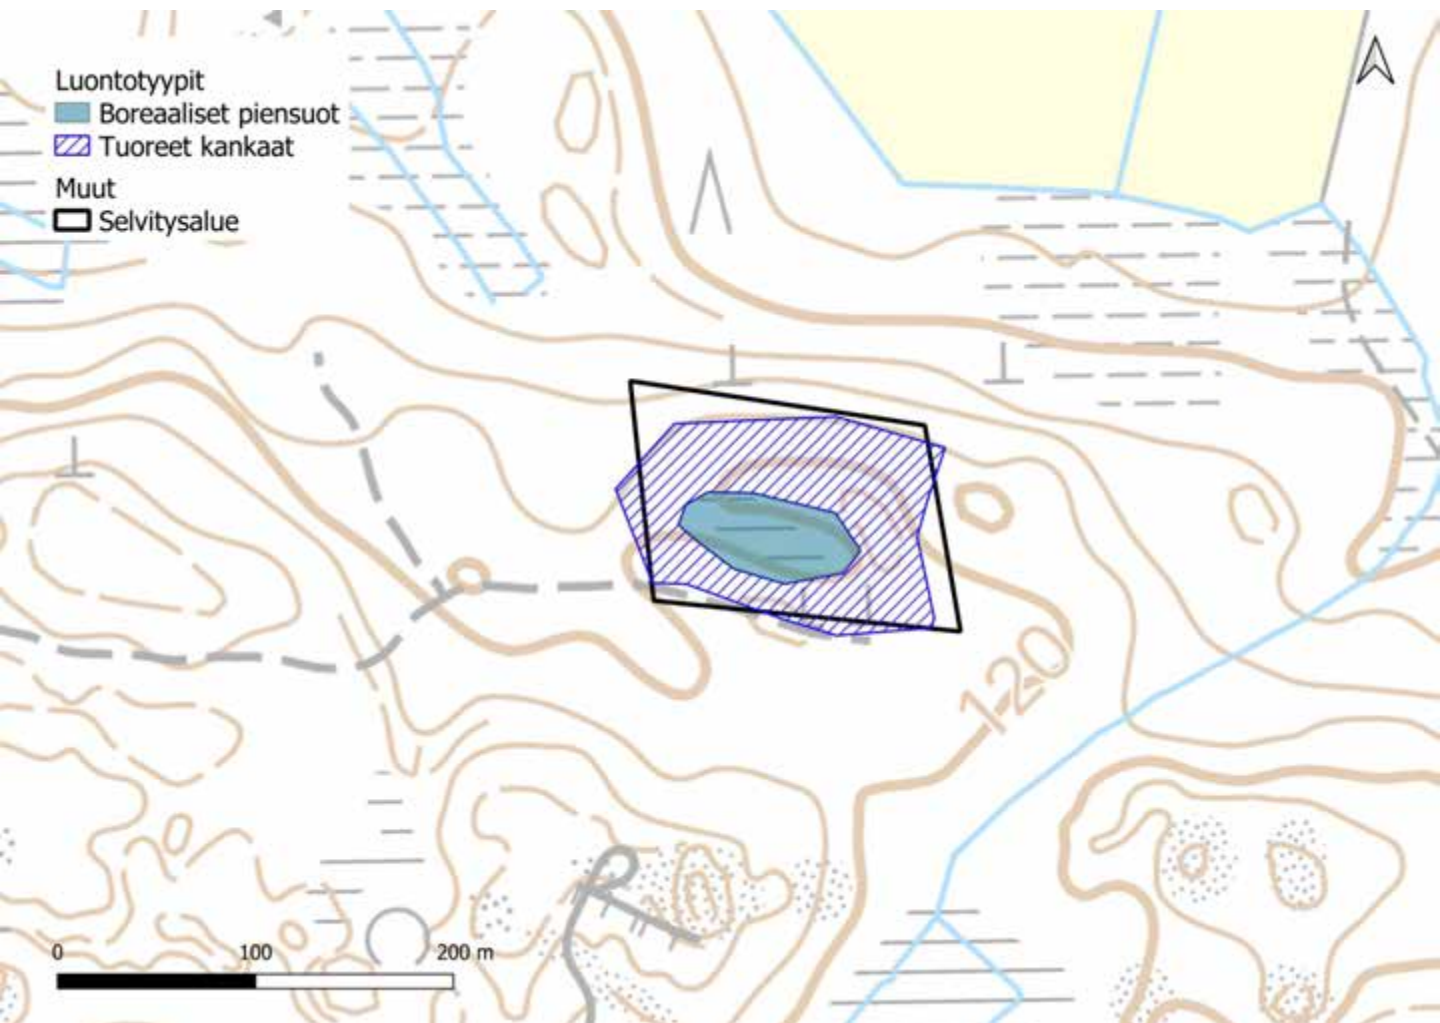 Luontotyypit
Boreaaliset piensuot
Tuoreet kankaat
Muut
Selvitysalue
120
0 100 200 m